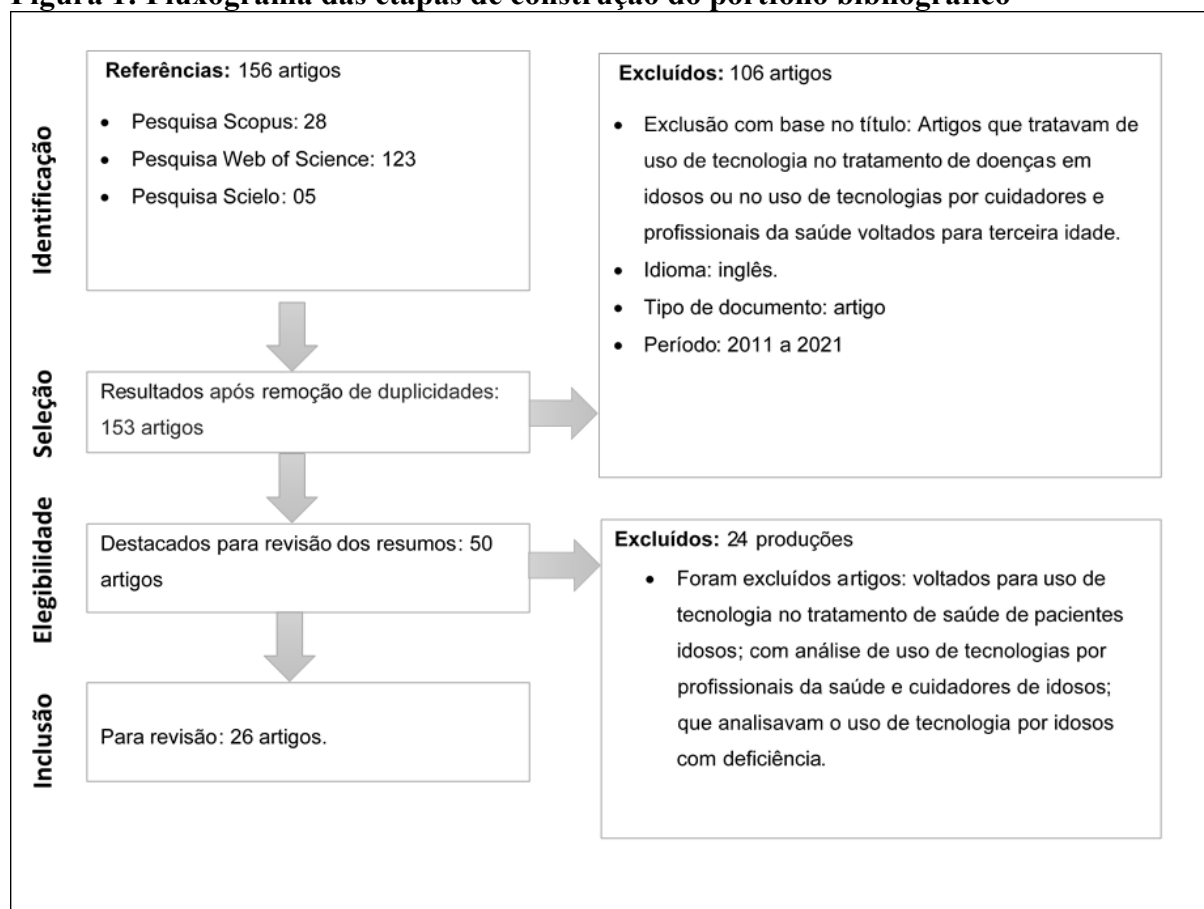 Figura 1: Fluxograma das etapas de construção do portfólio bibliográfico
Identificação
Referências: 156 artigos
• Pesquisa Scopus: 28
• Pesquisa Web of Science: 123
• Pesquisa Scielo: 05
Excluídos: 106 artigos
• Exclusão com base no título: Artigos que tratavam de
uso de tecnologia no tratamento de doenças em
idosos ou no uso de tecnologias por cuidadores e
profissionais da saúde voltados para terceira idade.
• Idioma: inglês.
• Tipo de documento: artigo
• Período: 2011 a 2021
Seleção
Resultados após remoção de duplicidades:
153 artigos
Elegibilidade
Destacados para revisão dos resumos: 50
artigos
Excluídos: 24 produções
• Foram excluídos artigos: voltados para uso de
tecnologia no tratamento de saúde de pacientes
idosos; com análise de uso de tecnologias por
profissionais da saúde e cuidadores de idosos;
que analisavam o uso de tecnologia por idosos
com deficiência.
Inclusão
Para revisão: 26 artigos.